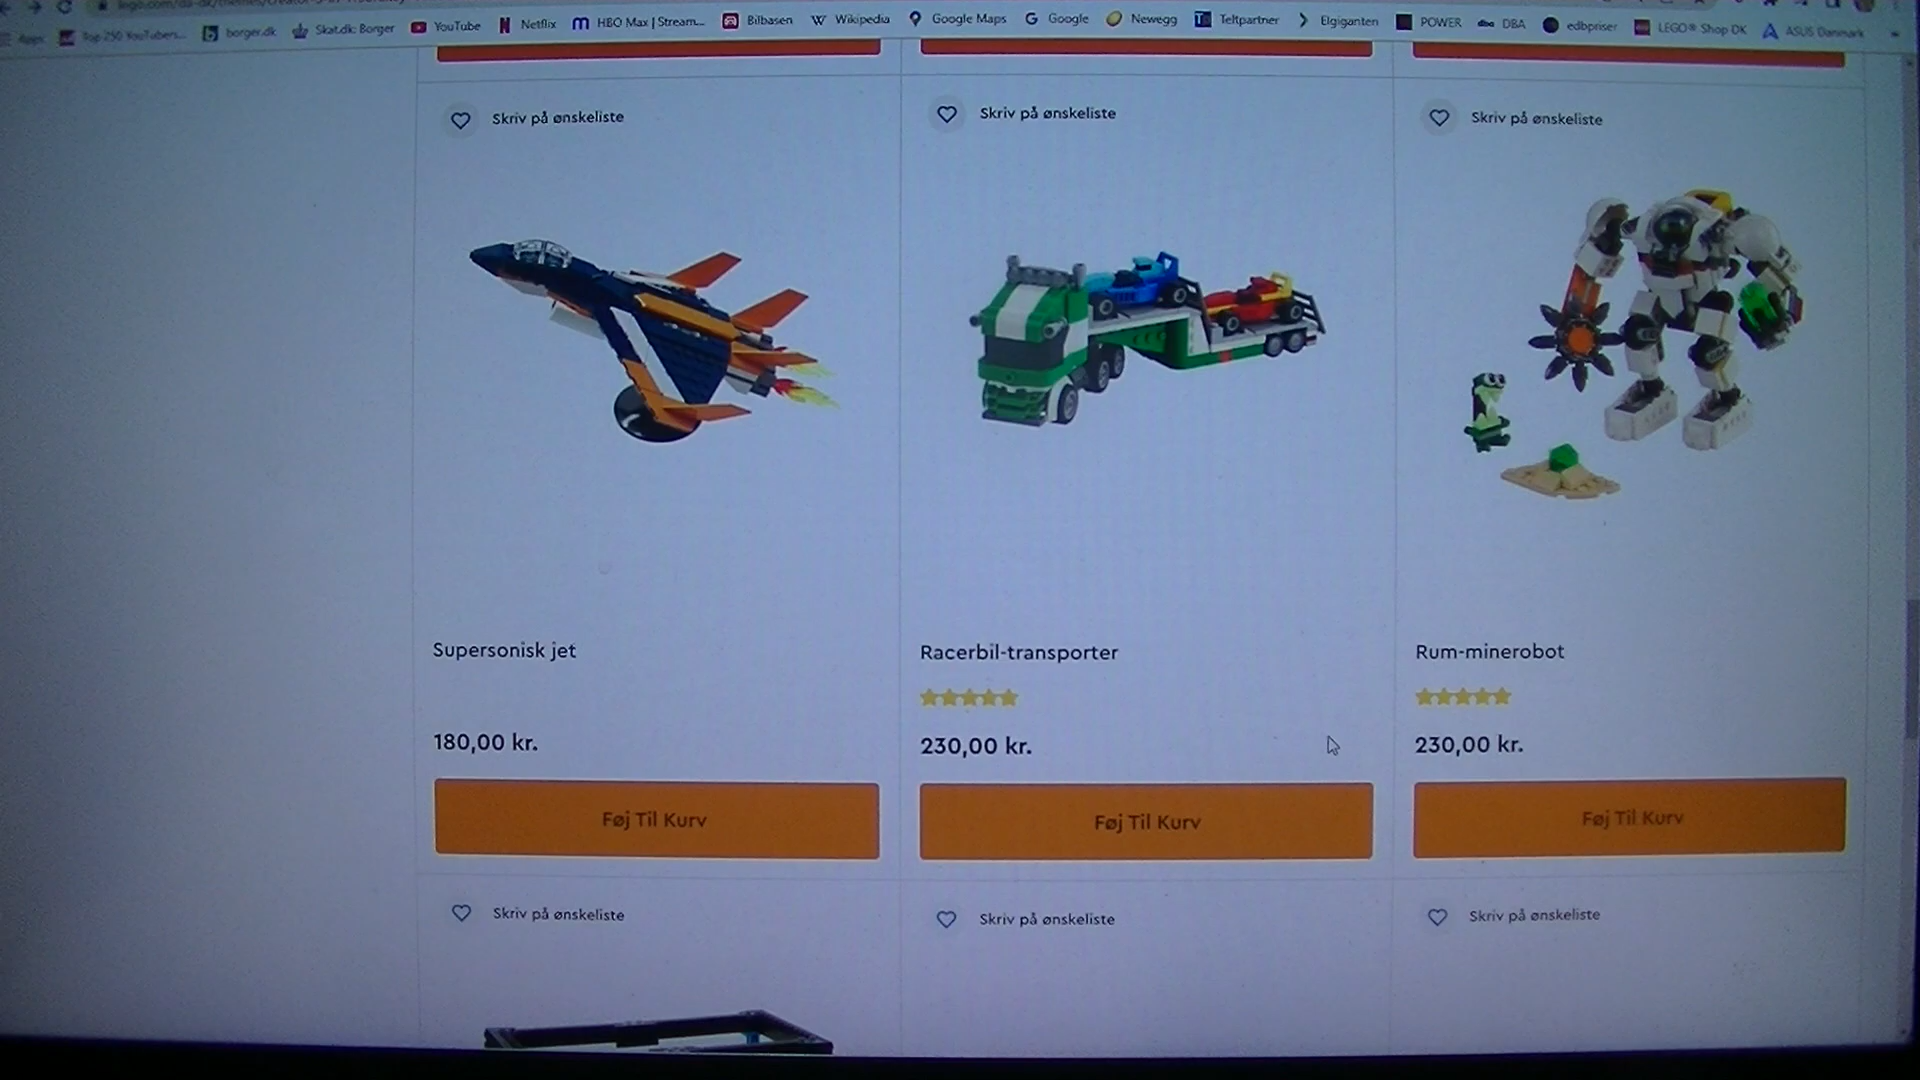 YouTube
Netflix
HBO Max | Stream...
Bilbasen
W Wikipedia
Google Maps
G Google
Newegg
Teltpartner
Elgiganten
POWER
dba DBA
edbpriser
LEGO® Shop DK
ASUS Danmark
Apps
Top 250 YouTubers...
borger.dk
Skat.dk: Borger
Skriv på ønskeliste
Skriv på ønskeliste
Skriv på ønskeliste
Supersonisk jet
Racerbil-transporter
Rum-minerobot
180,00 kr.
230,00 kr.
230,00 kr.
Føj Til Kurv
Føj Til Kurv
Føj Til Kurv
Skriv på ønskeliste
Skriv på ønskeliste
Skriv på ønskeliste